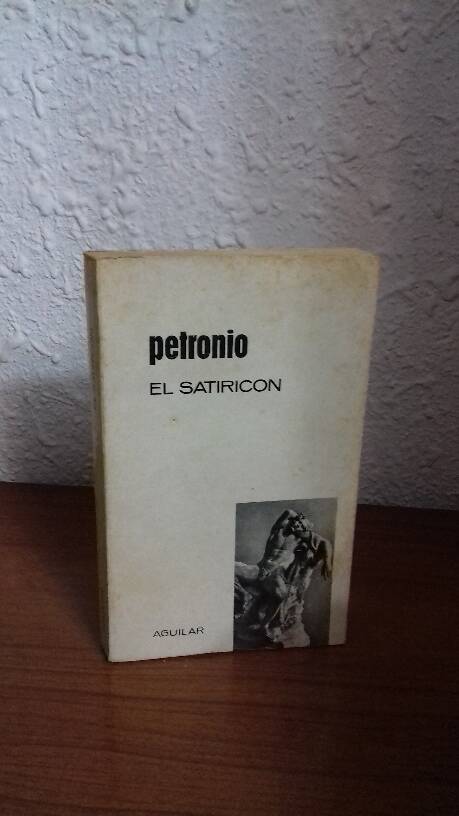 petronio
EL SATIRICON
AGUILAR